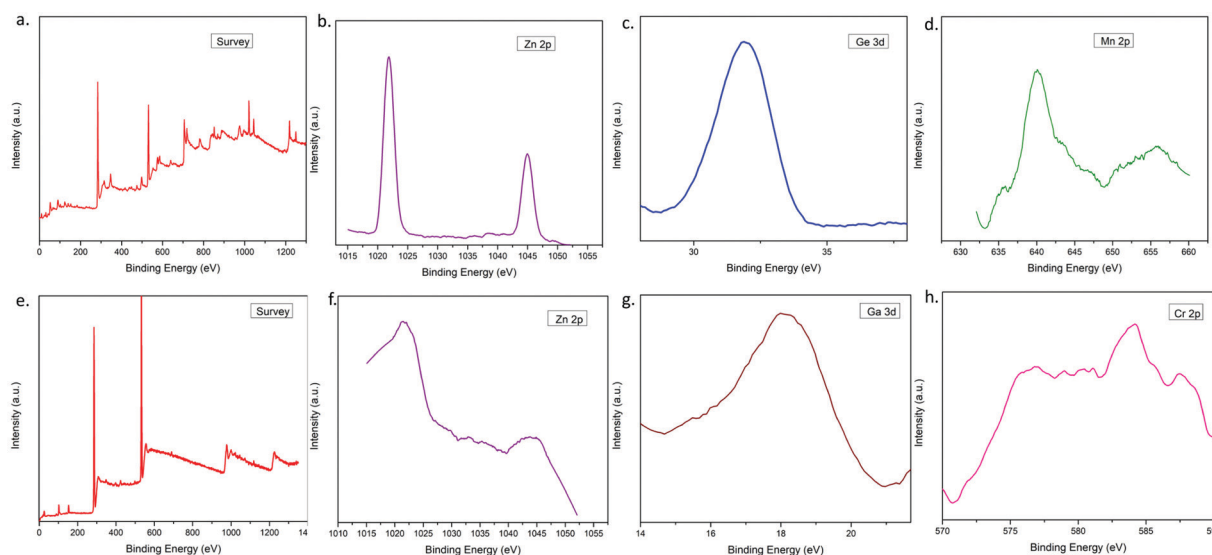 a.
Survey
Intensity (a.u.)
0 200 400 600 800 1000 1200
Binding Energy (eV)
b.
Zn 2p
Intensity (a.u.)
1015 1020 1025 1030 1035 1040 1045 1050 1055
Binding Energy (eV)
c.
Ge 3d
Intensity (a.u.)
30 35
Binding Energy (eV)
d.
Mn 2p
Intensity (a.u.)
630 635 640 645 650 655 660
Binding Energy (eV)
e.
Survey
Intensity (a.u.)
0 200 400 600 800 1000 1200 14
Binding Energy (eV)
f.
Zn 2p
Intensity (a.u.)
1010 1015 1020 1025 1030 1035 1040 1045 1050 1055
Binding Energy (eV)
g.
Ga 3d
Intensity (a.u.)
14 16 18 20
Binding Energy (eV)
h.
Cr 2p
Intensity (a.u.)
570 575 580 585 59
Binding Energy (eV)